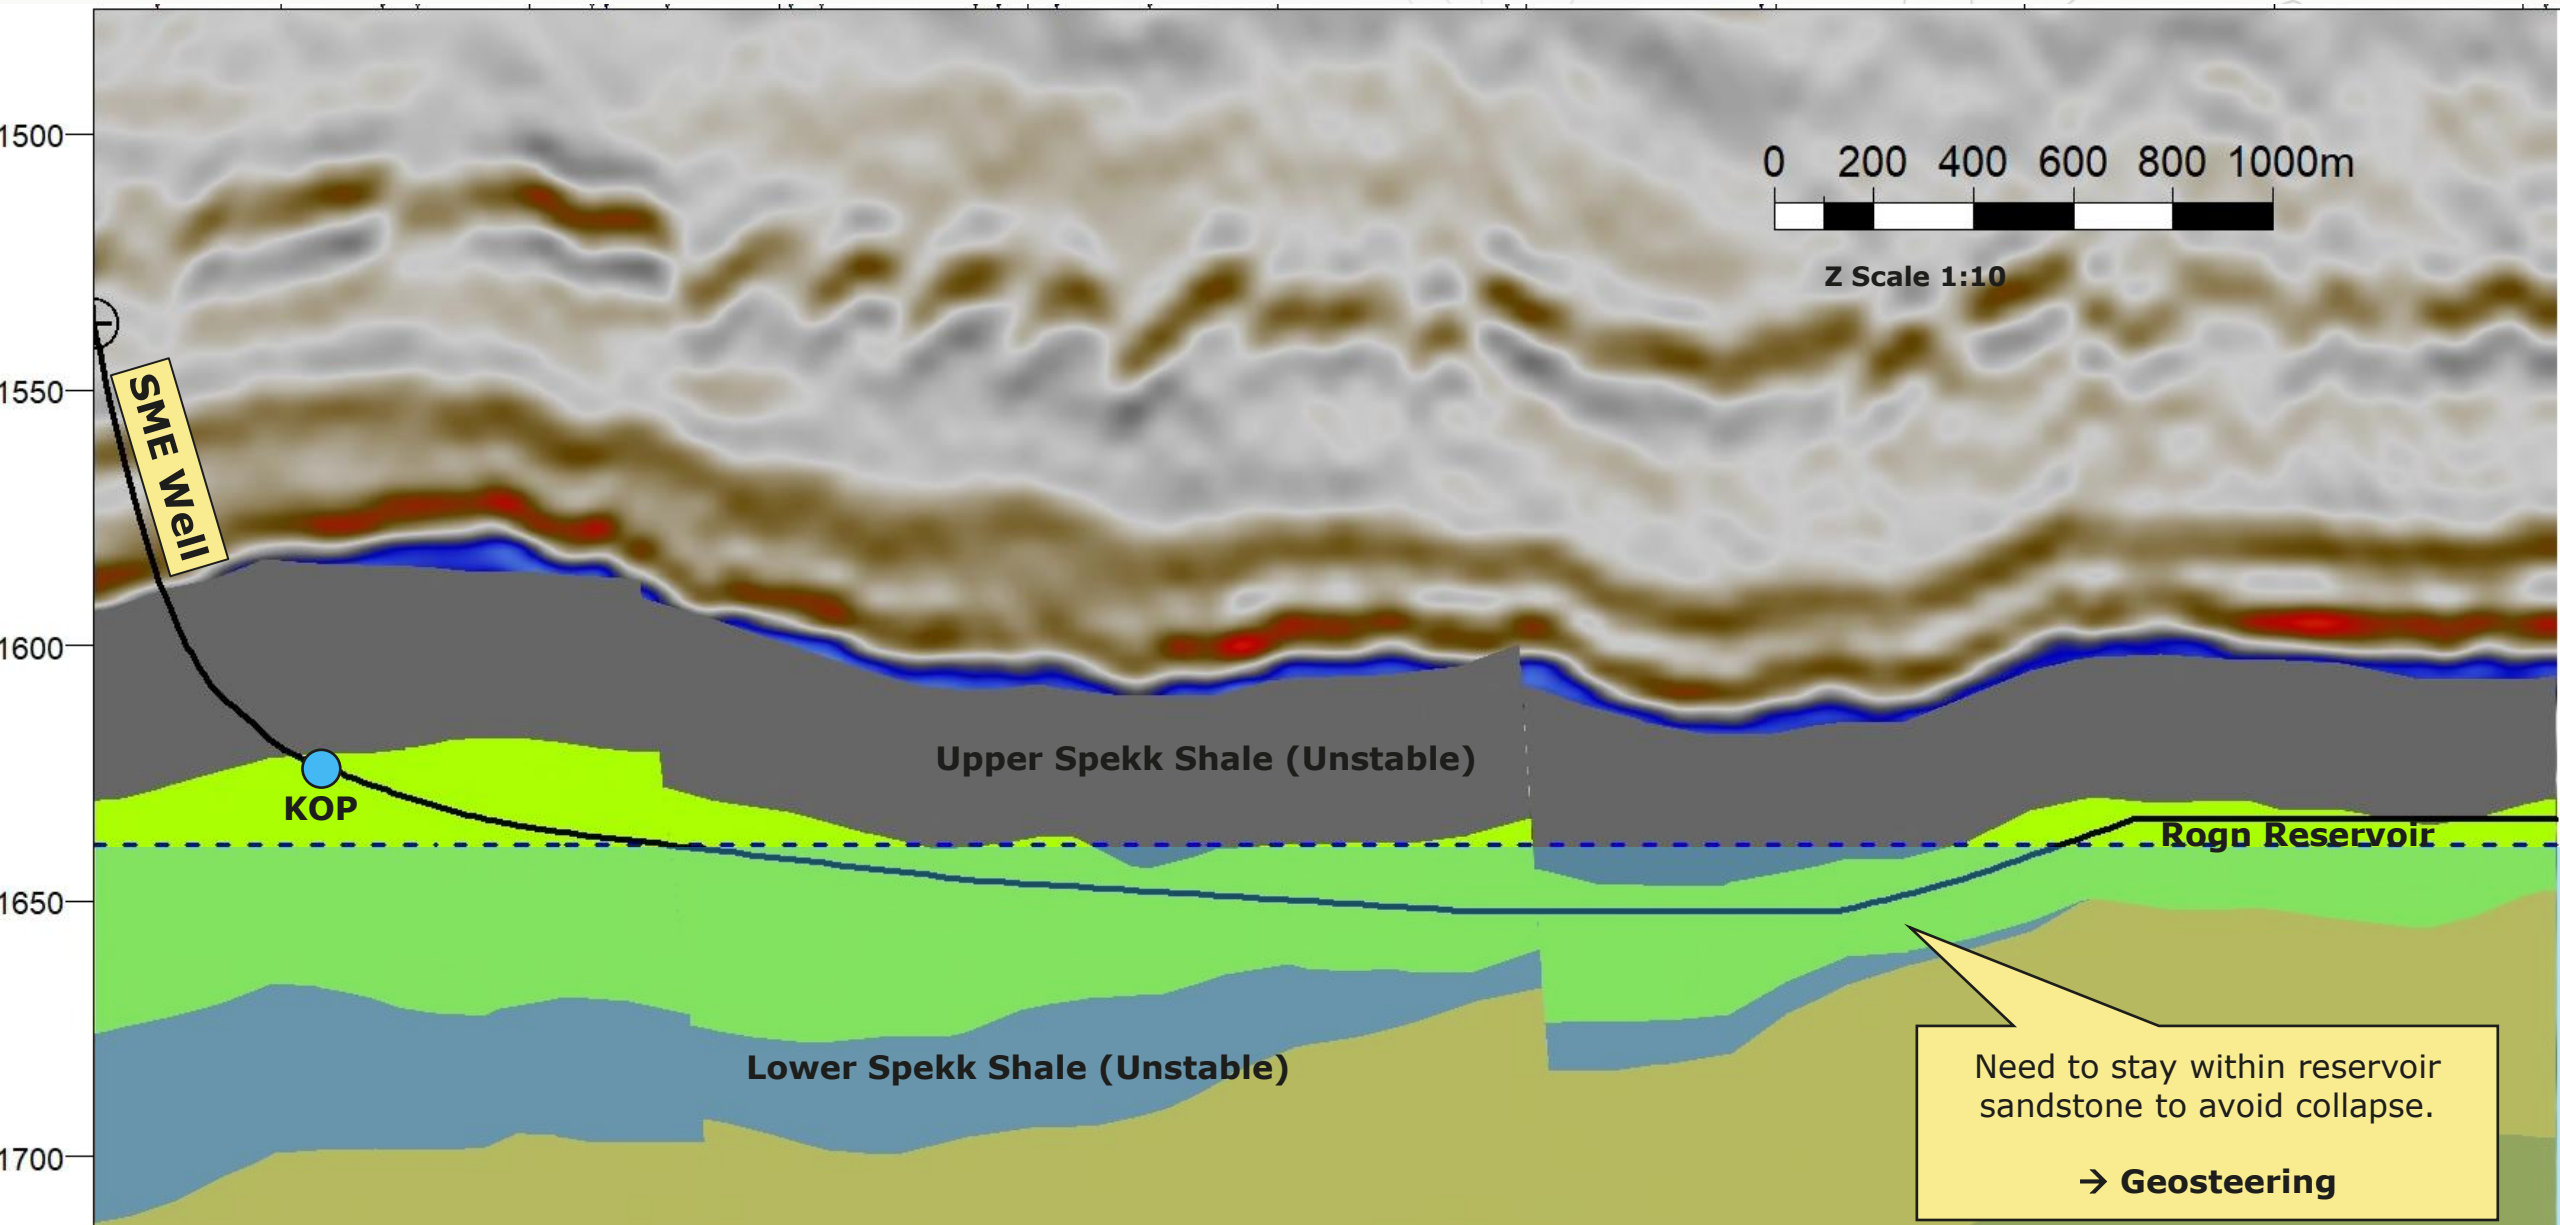 0 200 400 600 800 1000m
Z Scale 1:10
1500
1550
1600
1650
1700
SME Well
KOP
Upper Spekk Shale (Unstable)
Rogn Reservoir
Lower Spekk Shale (Unstable)
Need to stay within reservoir
sandstone to avoid collapse.
→ Geosteering